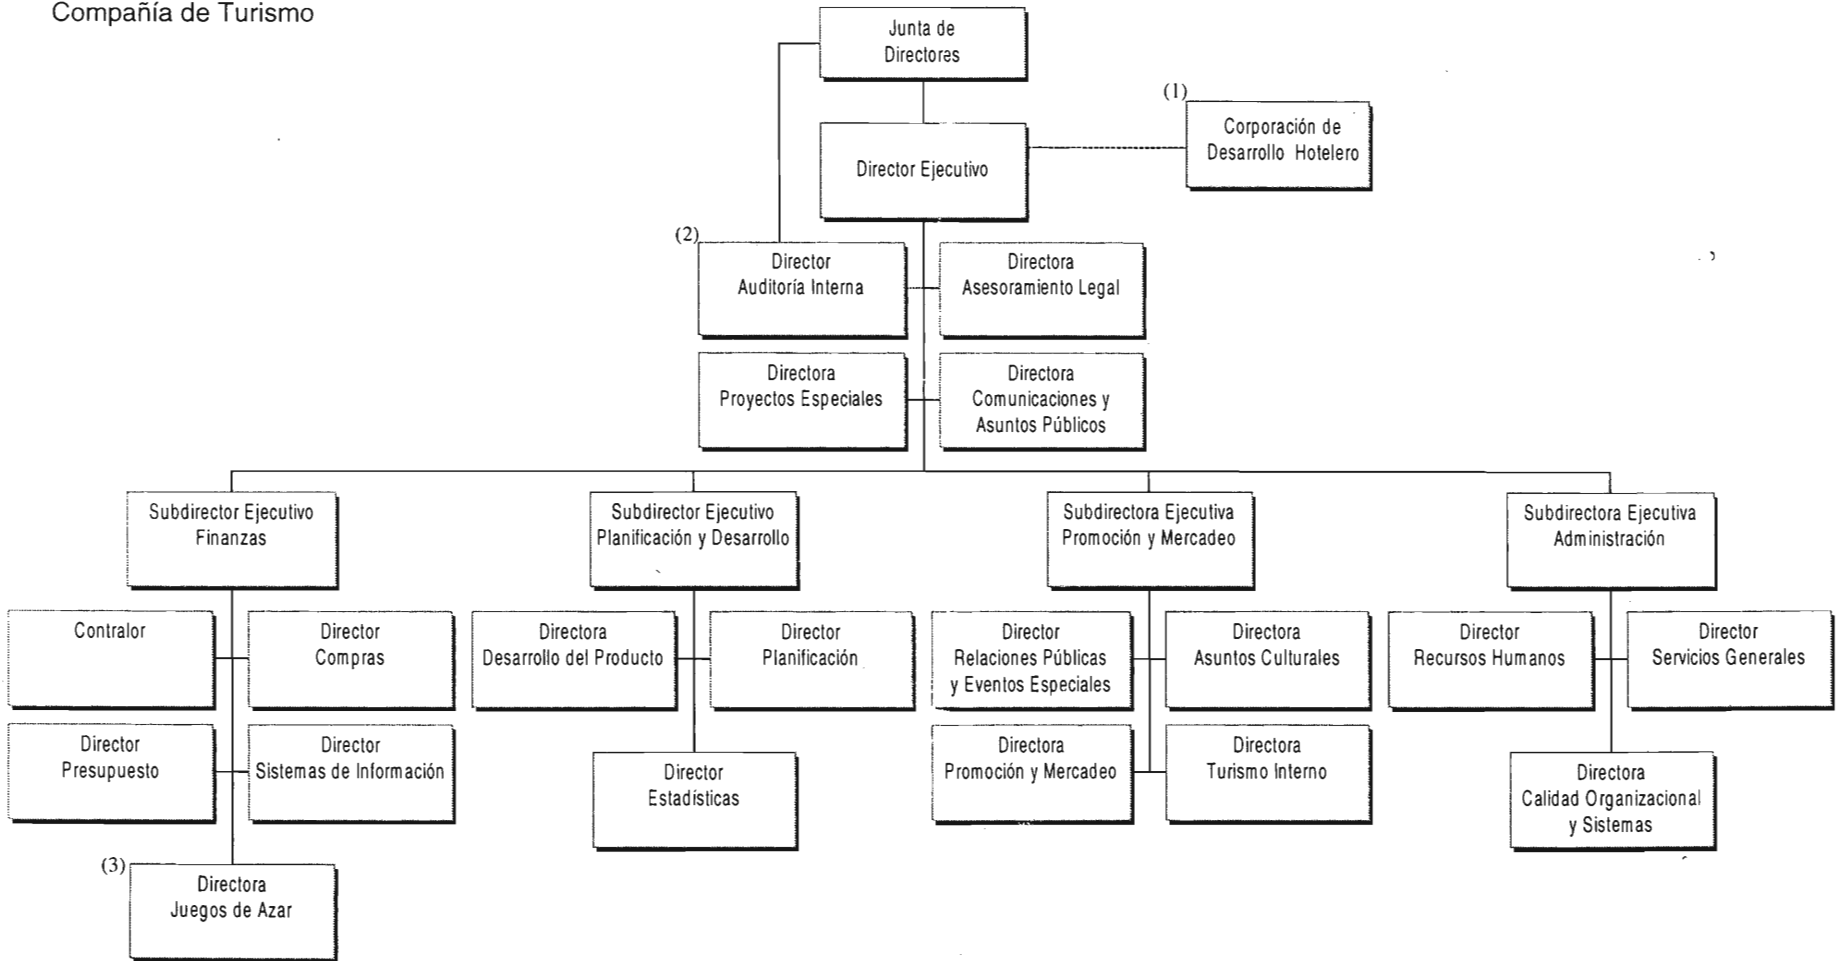 Compañía de Turismo
Junta de
Directores
(1)
Corporación de
Desarrollo Hotelero
Director Ejecutivo
(2)
Director
Auditoría Interna
Directora
Asesoramiento Legal
Directora
Proyectos Especiales
Directora
Comunicaciones y
Asuntos Públicos
Subdirector Ejecutivo
Finanzas
Subdirector Ejecutivo
Planificación y Desarrollo
Subdirectora Ejecutiva
Promoción y Mercadeo
Subdirectora Ejecutiva
Administración
Contralor
Director
Compras
Directora
Desarrollo del Producto
Director
Planificación
Director
Relaciones Públicas
y Eventos Especiales
Directora
Asuntos Culturales
Director
Recursos Humanos
Director
Servicios Generales
Director
Presupuesto
Director
Sistemas de Información
Director
Estadísticas
Directora
Promoción y Mercadeo
Directora
Turismo Interno
Directora
Calidad Organizacional
y Sistemas
(3)
Directora
Juegos de Azar